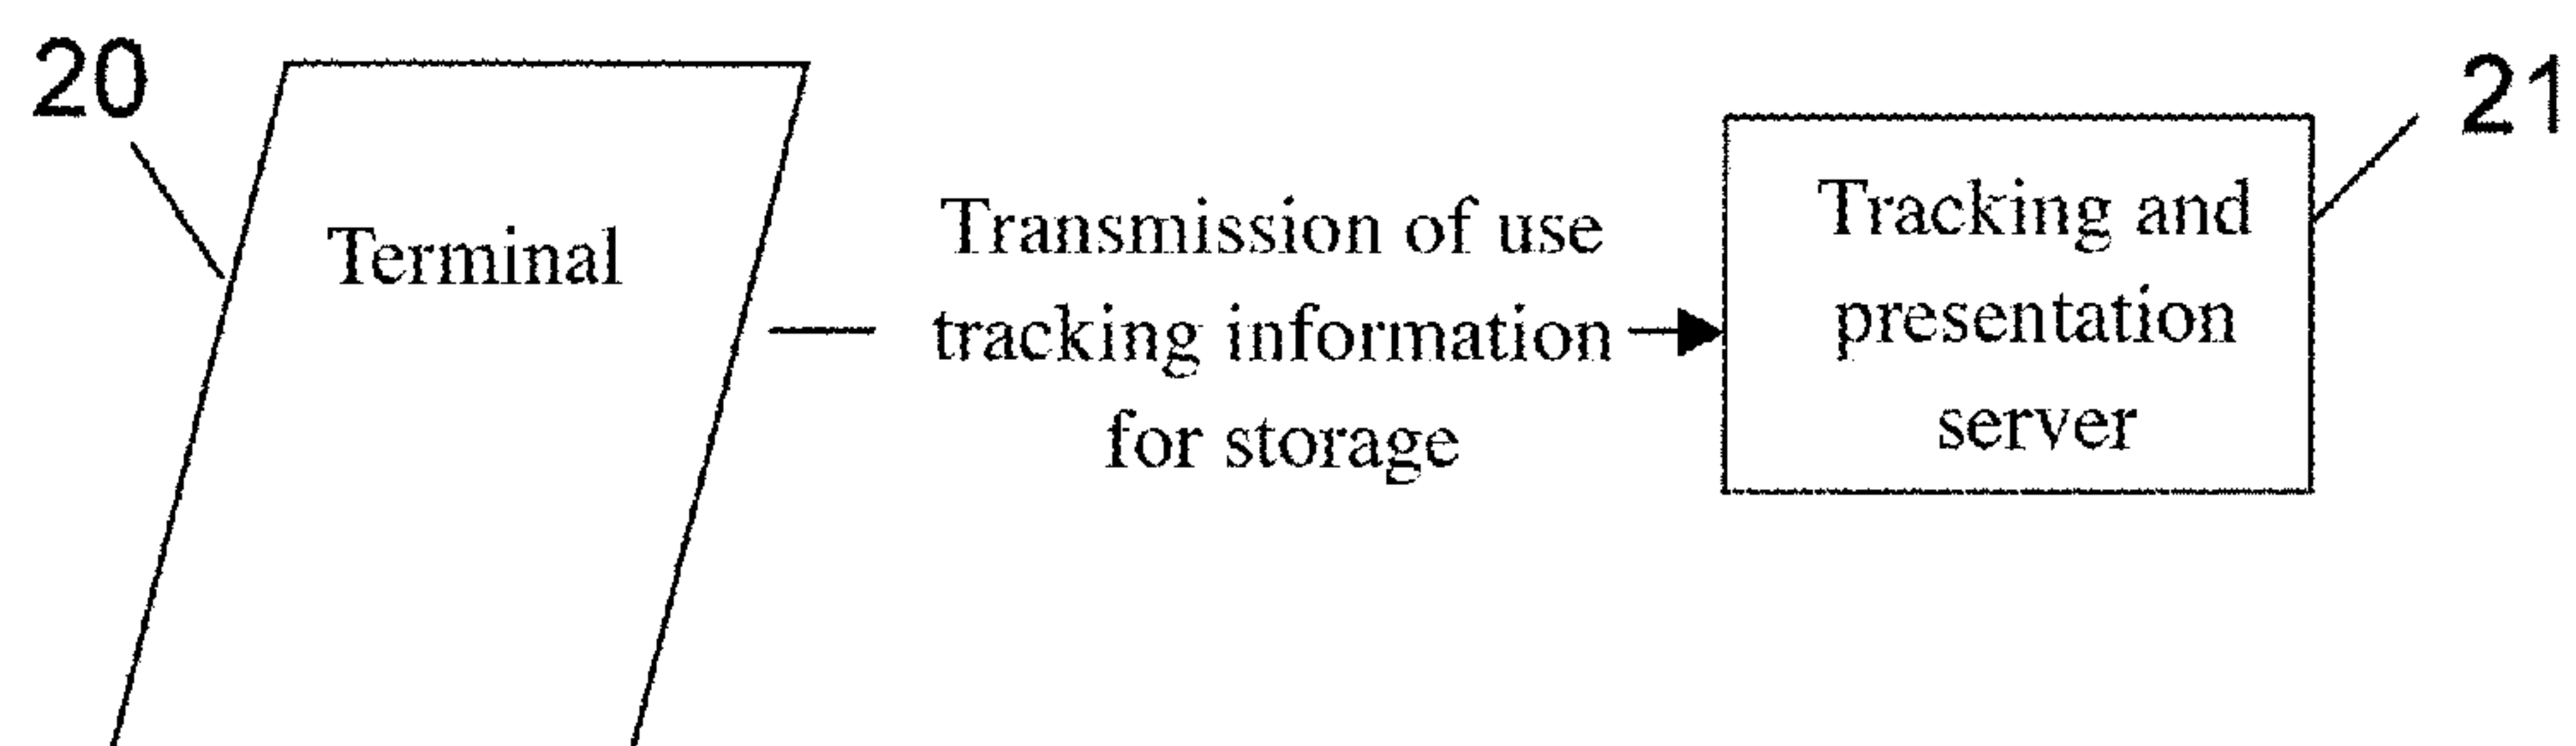 20
Terminal
Transmission of use
tracking information
for storage
Tracking and
presentation
server
21